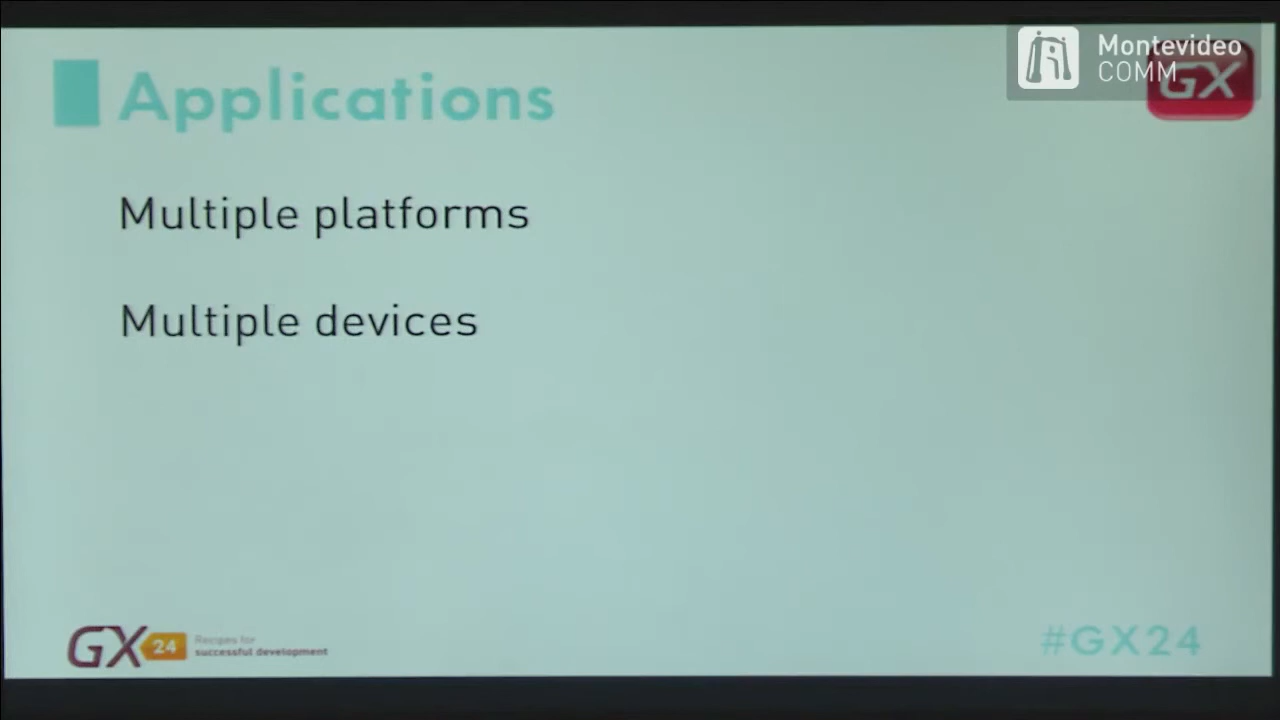 Applications
Montevideo
COMM
GX
Multiple platforms
Multiple devices
GX 24
Recipes for
successful development
#GX24